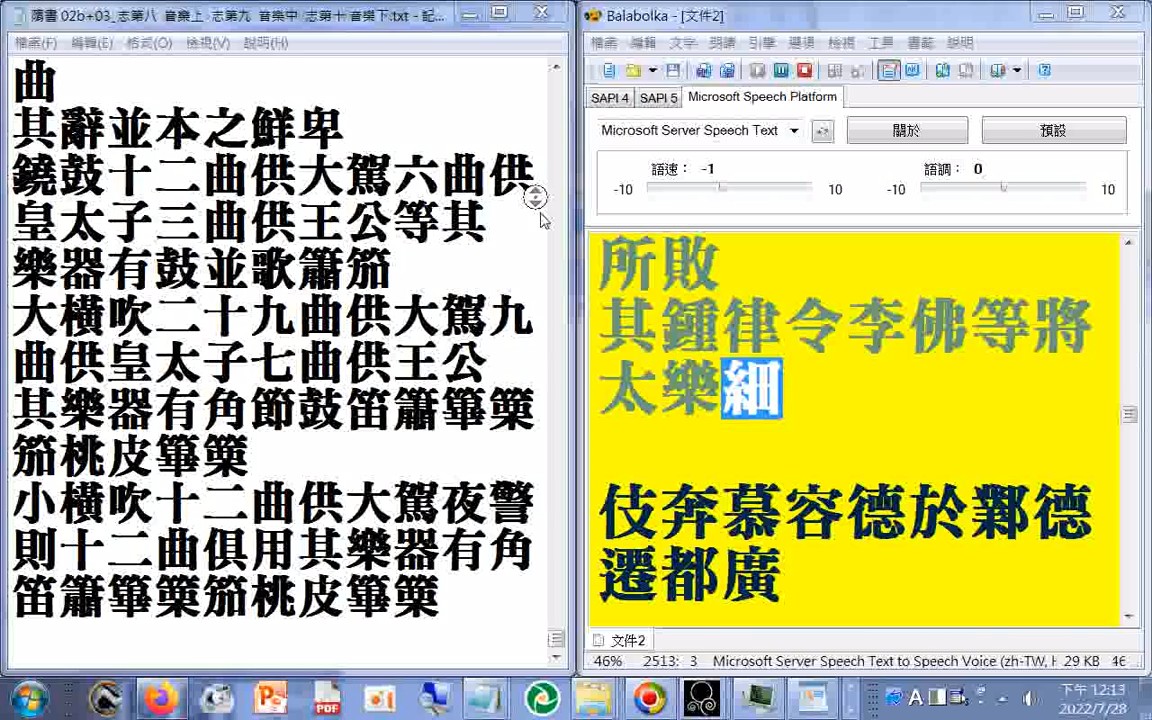 隋書 02b+03_志第八 音樂上 志第九 音樂中 志第十 音樂下.txt - 記...
檔案(F) 編輯(E) 格式(O) 檢視(V) 說明(H)
曲
其辭並本之鮮卑
鐃鼓十二曲供大駕六曲供
皇太子三曲供王公等其
樂器有鼓並歌簫笳
大橫吹二十九曲供大駕九
曲供皇太子七曲供王公
其樂器有角節鼓笛簫篳篥
笳桃皮篳篥
小橫吹十二曲供大駕夜警
則十二曲俱用其樂器有角
笛簫篳篥笳桃皮篳篥
Balabolka - [文件2]
檔案 編輯 文字 朗讀 引擎 選項 檢視 工具 書籤 說明
SAPI 4 SAPI 5 Microsoft Speech Platform
Microsoft Server Speech Text 關於 預設
語速： -1 語調： 0
-10 10 -10 10
所敗
其鍾律令李佛等將
太樂細
伎奔慕容德於鄴德
遷都廣
文件2
46% 2513: 3 Microsoft Server Speech Text to Speech Voice (zh-TW, H 29 KB 46
PDF
A
下午 12:13
2022/7/28